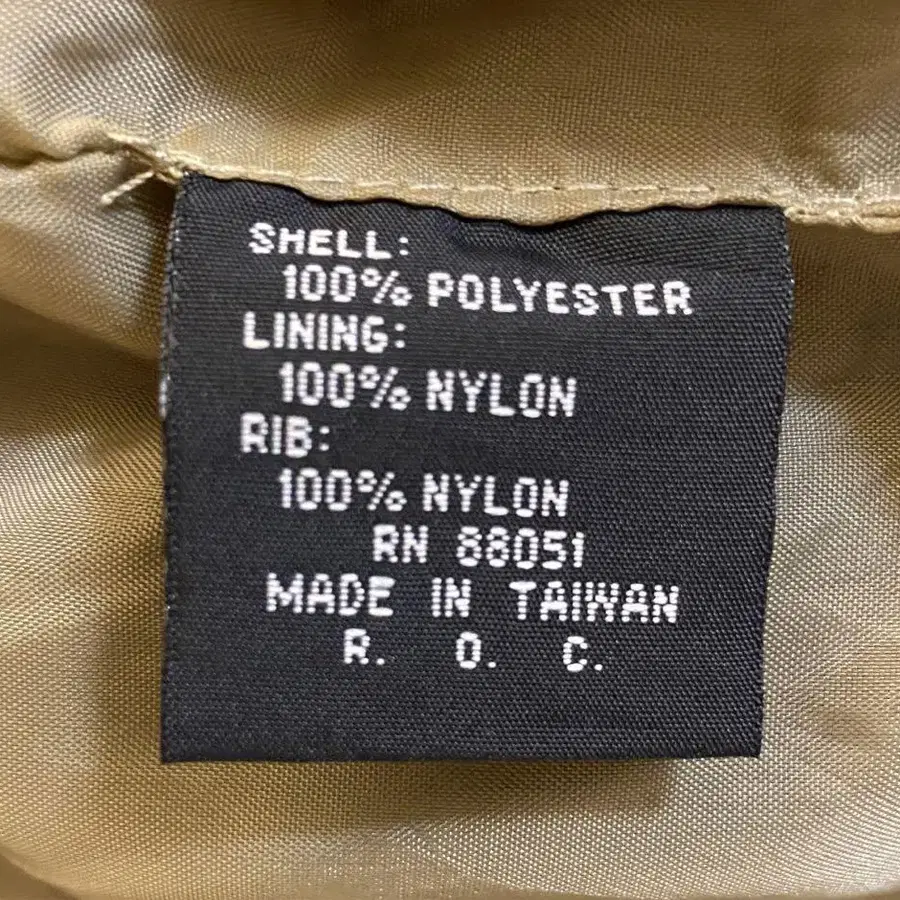 SHELL:
100% POLYESTER
LINING:
100% NYLON
RIB:
100% NYLON
RN 88051
MADE IN TAIWAN
R. O. C.